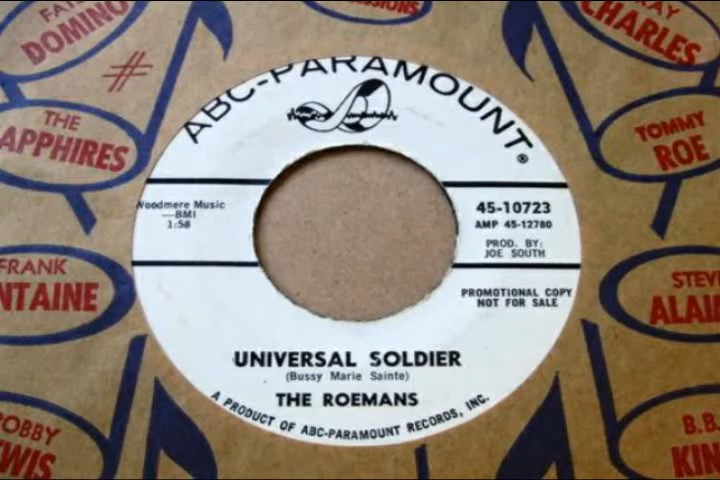 DOMINO
RAY
CHARLES
#
THE
APPHIRES
TOMMY
ROE
FRANK
NTAINE
STEV
ALAI
OBBY
WIS
B.B.
KIN
ABC-PARAMOUNT®
Woodmere Music
—BMI
1:58
45-10723
AMP 45-12780
PROD. BY:
JOE SOUTH
PROMOTIONAL COPY
NOT FOR SALE
UNIVERSAL SOLDIER
(Bussy Marie Sainte)
THE ROEMANS
A PRODUCT OF ABC-PARAMOUNT RECORDS, INC.